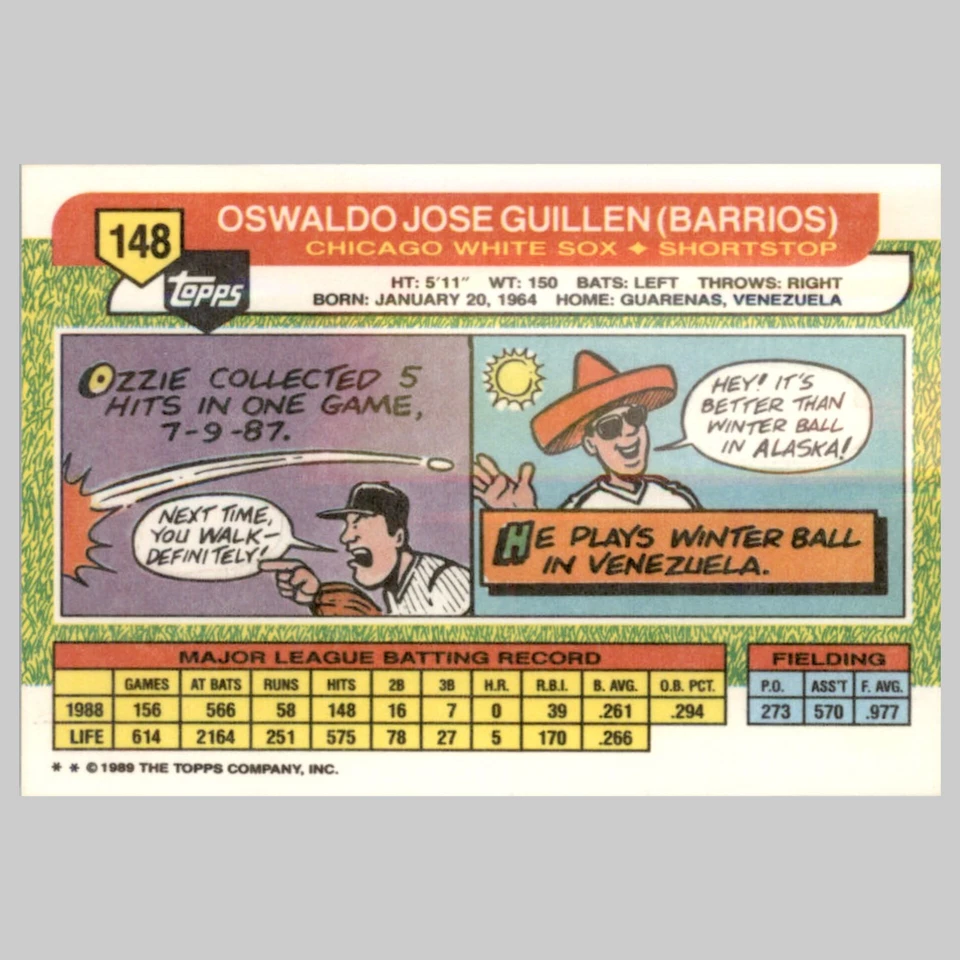 148
OSWALDO JOSE GUILLEN (BARRIOS)
CHICAGO WHITE SOX ✦ SHORTSTOP
TOPPS
HT: 5'11" WT: 150 BATS: LEFT THROWS: RIGHT
BORN: JANUARY 20, 1964 HOME: GUARENAS, VENEZUELA
OZZIE COLLECTED 5
HITS IN ONE GAME,
7-9-87.
NEXT TIME,
YOU WALK-
DEFINITELY!
HEY! IT'S
BETTER THAN
WINTER BALL
IN ALASKA!
HE PLAYS WINTER BALL
IN VENEZUELA.
MAJOR LEAGUE BATTING RECORD
GAMES AT BATS RUNS HITS 2B 3B H.R. R.B.I. B. AVG. O.B. PCT.
1988 156 566 58 148 16 7 0 39 .261 .294
LIFE 614 2164 251 575 78 27 5 170 .266
FIELDING
P.O. ASS'T F. AVG.
273 570 .977
* * © 1989 THE TOPPS COMPANY, INC.